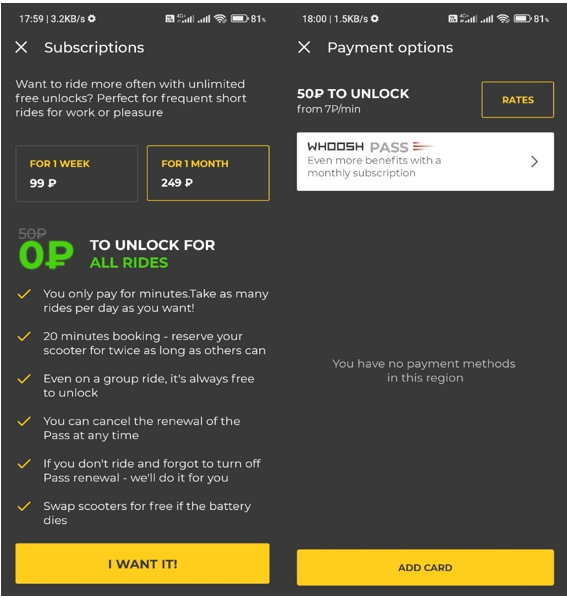 17:59 | 3.2KB/s
81%
Subscriptions
Want to ride more often with unlimited
free unlocks? Perfect for frequent short
rides for work or pleasure
FOR 1 WEEK
99 ₽
FOR 1 MONTH
249 ₽
50₽
0₽
TO UNLOCK FOR
ALL RIDES
You only pay for minutes.Take as many
rides per day as you want!
20 minutes booking - reserve your
scooter for twice as long as others can
Even on a group ride, it's always free
to unlock
You can cancel the renewal of the
Pass at any time
If you don't ride and forgot to turn off
Pass renewal - we'll do it for you
Swap scooters for free if the battery
dies
I WANT IT!
18:00 | 1.5KB/s
81%
Payment options
50₽ TO UNLOCK
from 7₽/min
RATES
WHOOSH PASS
Even more benefits with a
monthly subscription
You have no payment methods
in this region
ADD CARD